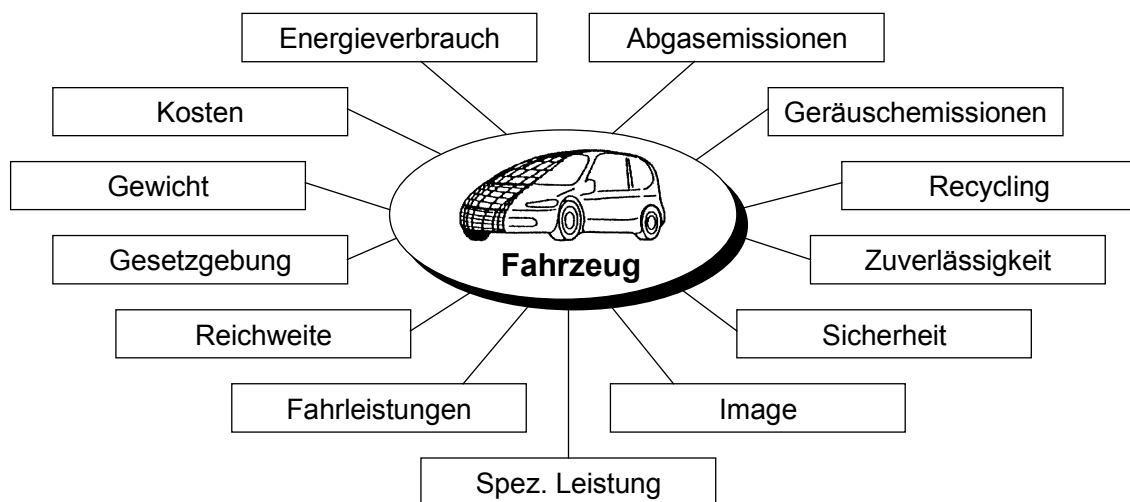 Energieverbrauch
Abgasemissionen
Kosten
Geräuschemissionen
Gewicht
Recycling
Fahrzeug
Gesetzgebung
Zuverlässigkeit
Reichweite
Sicherheit
Fahrleistungen
Image
Spez. Leistung